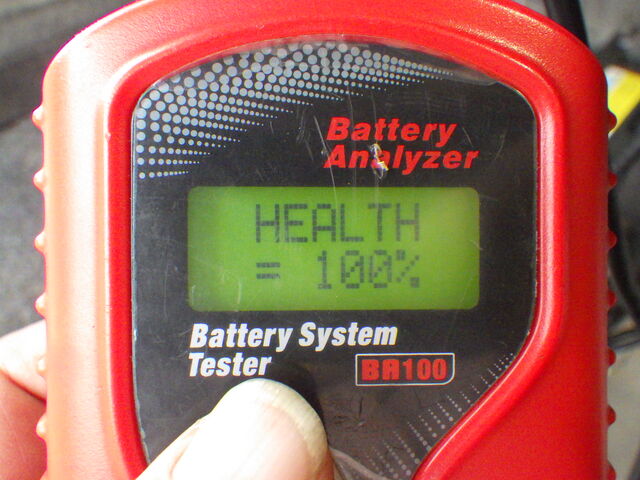 Battery
Analyzer
HEALTH
= 100%
Battery System
Tester
BA100